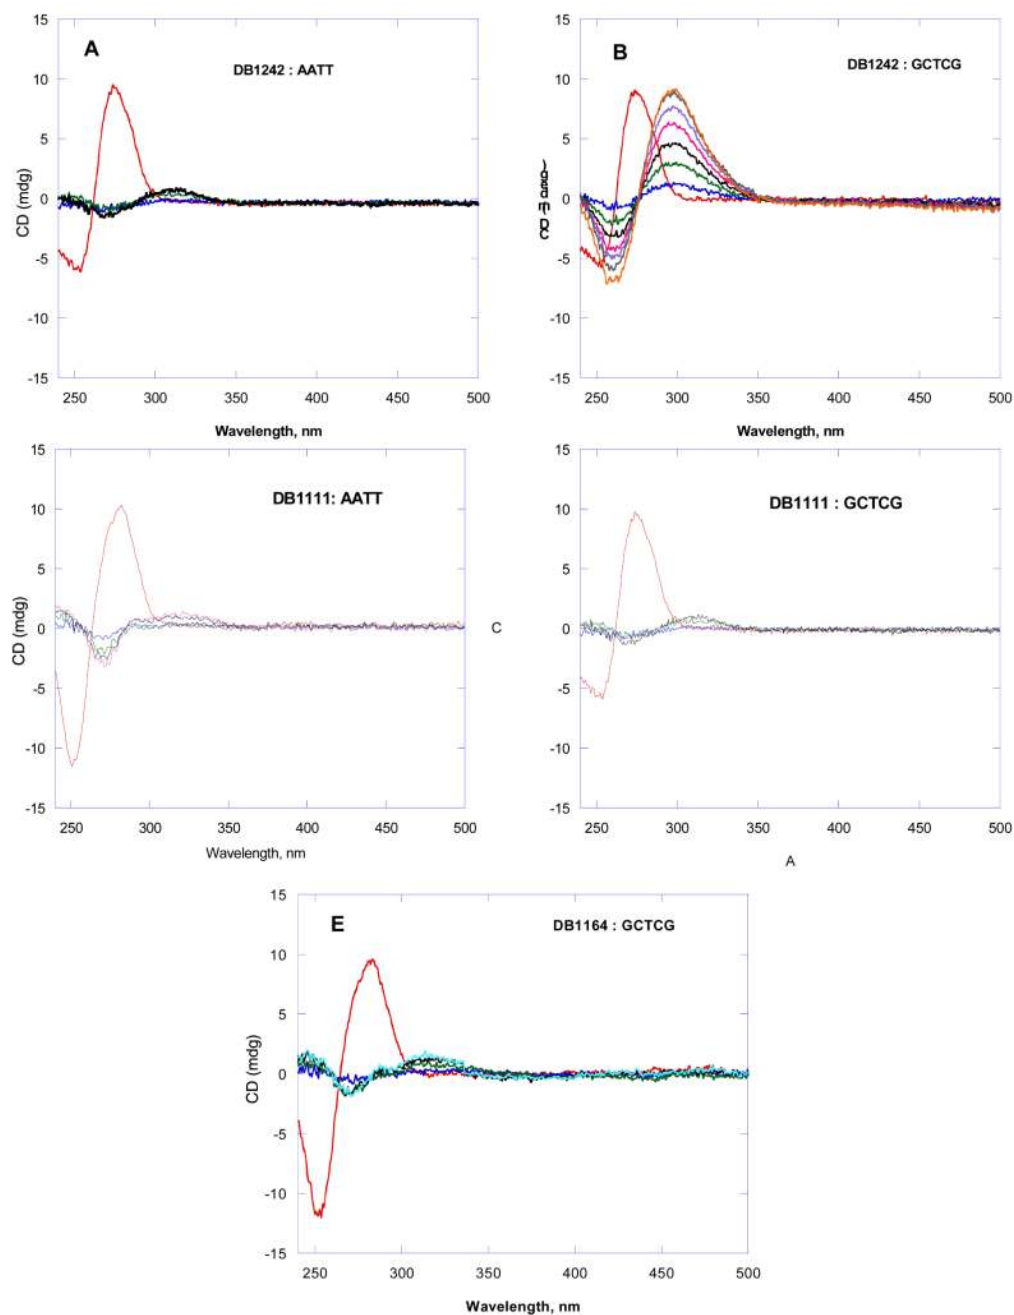 A
DB1242 : AATT
15
10
5
0
-5
-10
-15
CD (mdg)
250 300 350 400 450 500
Wavelength, nm
B
DB1242 : GCTCG
15
10
5
0
-5
-10
-15
250 300 350 400 450 500
Wavelength, nm
DB1111: AATT
15
10
5
0
-5
-10
-15
CD (mdg)
250 300 350 400 450 500
Wavelength, nm
C
DB1111 : GCTCG
15
10
5
0
-5
-10
-15
250 300 350 400 450 500
A
E
DB1164 : GCTCG
15
10
5
0
-5
-10
-15
CD (mdg)
250 300 350 400 450 500
Wavelength, nm